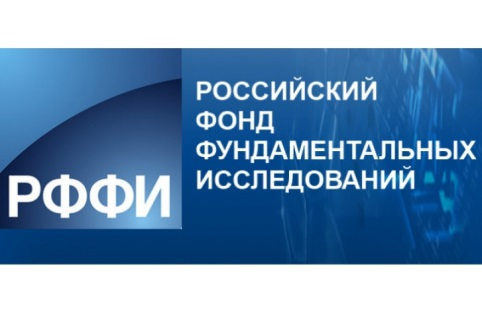 РФФИ
РОССИЙСКИЙ
ФОНД
ФУНДАМЕНТАЛЬНЫХ
ИССЛЕДОВАНИЙ